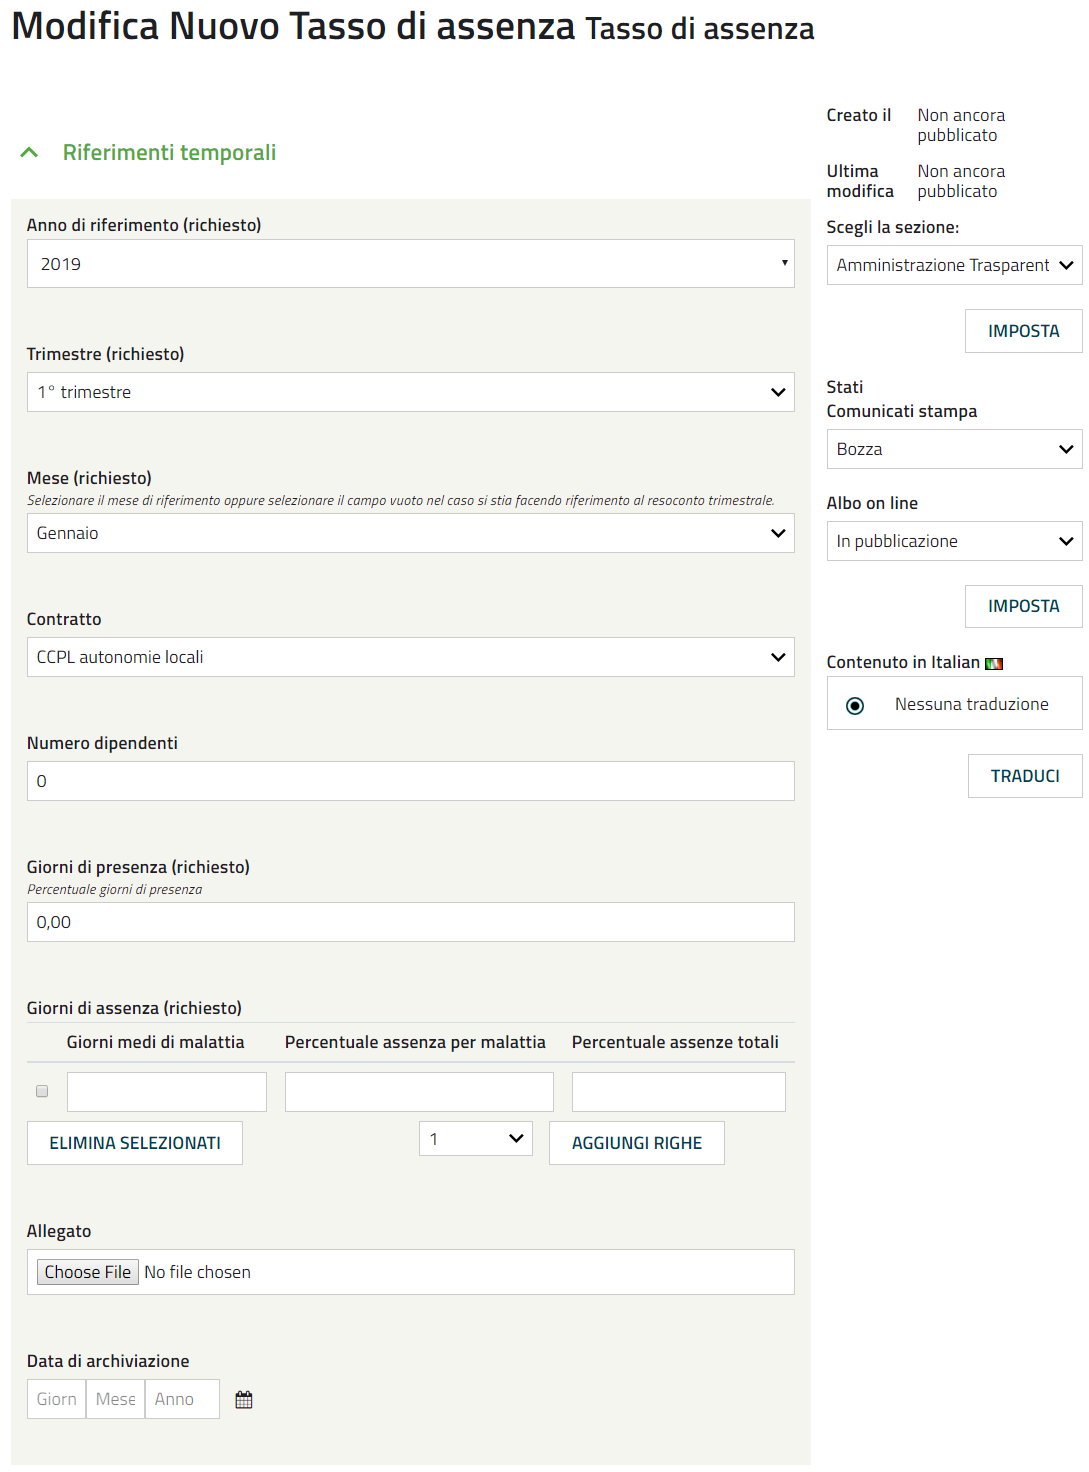 Modifica Nuovo Tasso di assenza Tasso di assenza
Riferimenti temporali
Anno di riferimento (richiesto)
2019
Trimestre (richiesto)
1° trimestre
Mese (richiesto)
Selezionare il mese di riferimento oppure selezionare il campo vuoto nel caso si stia facendo riferimento al resoconto trimestrale.
Gennaio
Contratto
CCPL autonomie locali
Numero dipendenti
0
Giorni di presenza (richiesto)
Percentuale giorni di presenza
0,00
Giorni di assenza (richiesto)
Giorni medi di malattia Percentuale assenza per malattia Percentuale assenze totali
ELIMINA SELEZIONATI 1 AGGIUNGI RIGHE
Allegato
Choose File No file chosen
Data di archiviazione
Giorn Mese Anno
Creato il Non ancora
pubblicato
Ultima Non ancora
modifica pubblicato
Scegli la sezione:
Amministrazione Trasparent
IMPOSTA
Stati
Comunicati stampa
Bozza
Albo on line
In pubblicazione
IMPOSTA
Contenuto in Italian
Nessuna traduzione
TRADUCI